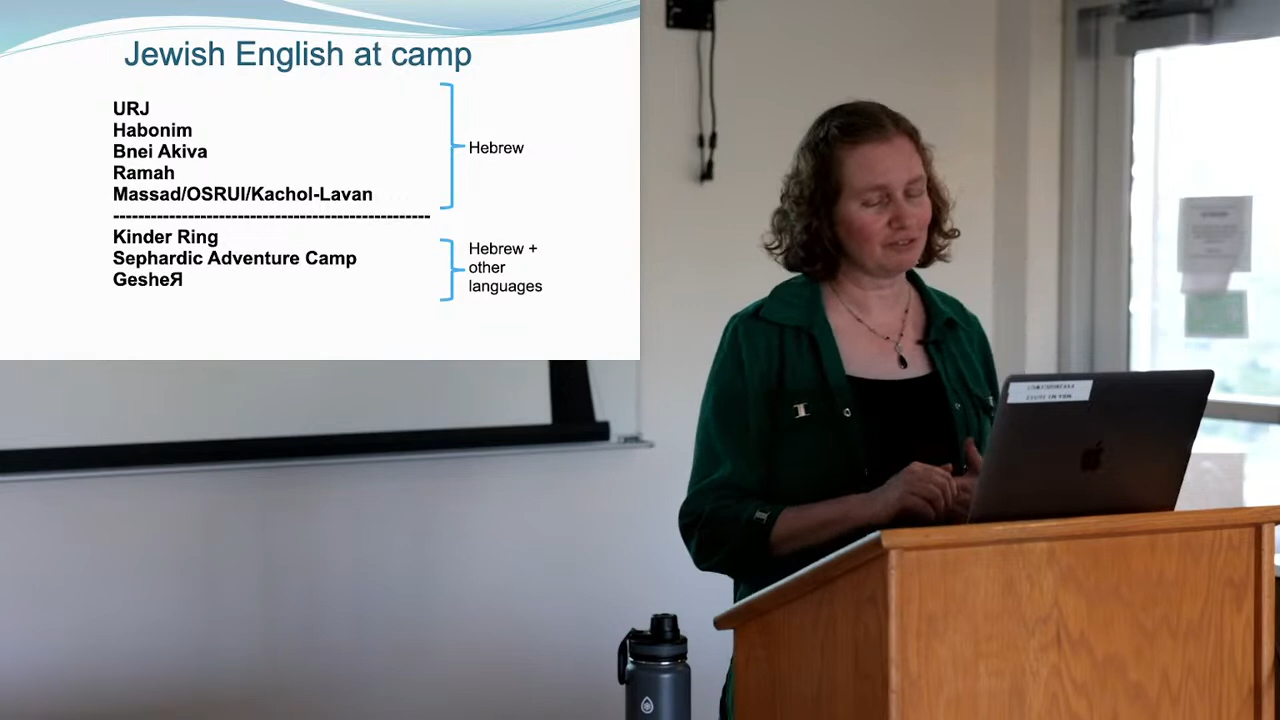 Jewish English at camp
URJ
Habonim
Bnei Akiva
Ramah
Massad/OSRUI/Kachol-Lavan
Hebrew
-----------------------------------------------
Kinder Ring
Sephardic Adventure Camp
GesheЯ
Hebrew +
other
languages